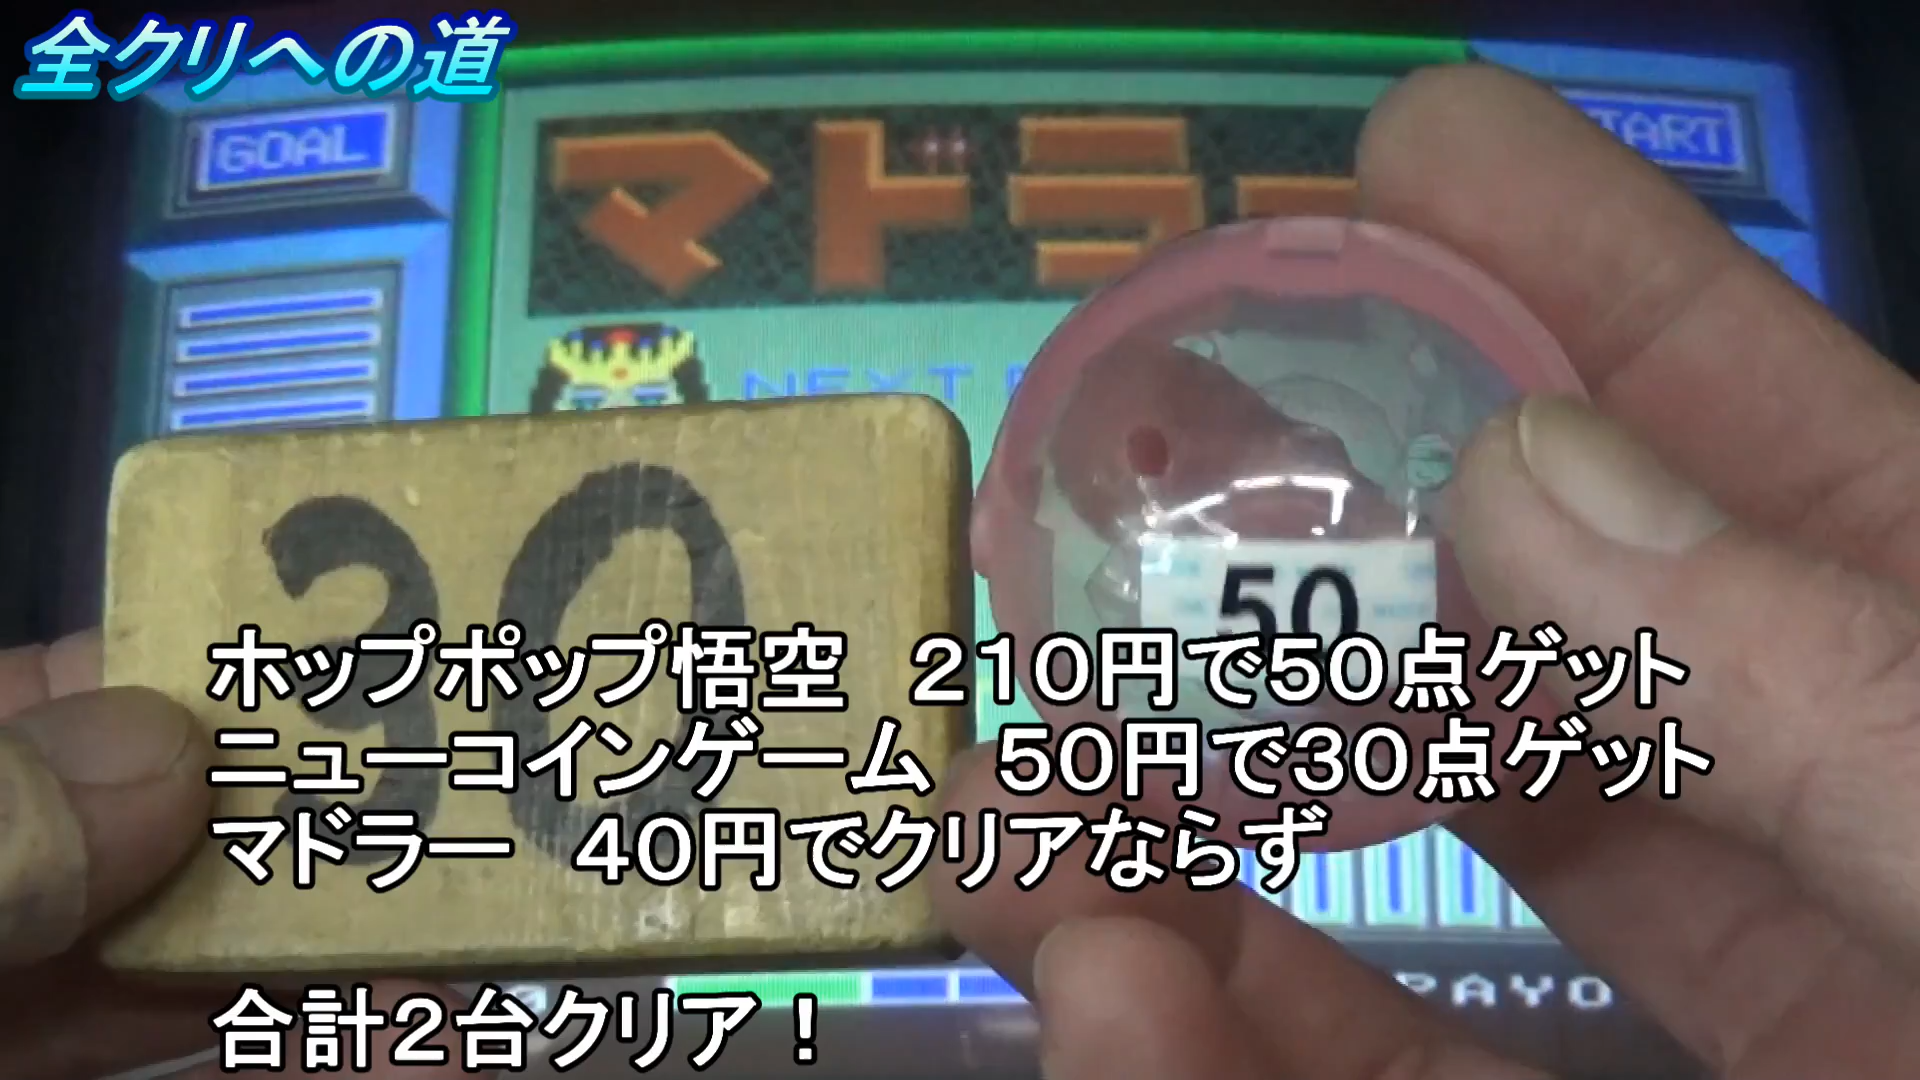 全クリへの道
GOAL
START
マドラー
NEXT
30
50
ホップポップ悟空　２１０円で５０点ゲット
ニューコインゲーム　５０円で３０点ゲット
マドラー　４０円でクリアならず
PAYO
合計２台クリア！